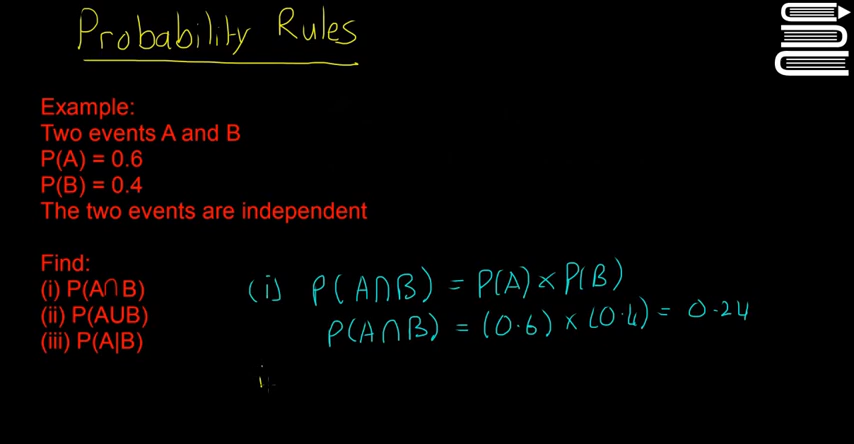 Probability Rules
Example:
Two events A and B
P(A) = 0.6
P(B) = 0.4
The two events are independent
Find:
(i) P(A∩B)
(ii) P(AUB)
(iii) P(A|B)
(i) P(A∩B) = P(A) × P(B)
P(A∩B) = (0.6) × (0.4) = 0.24